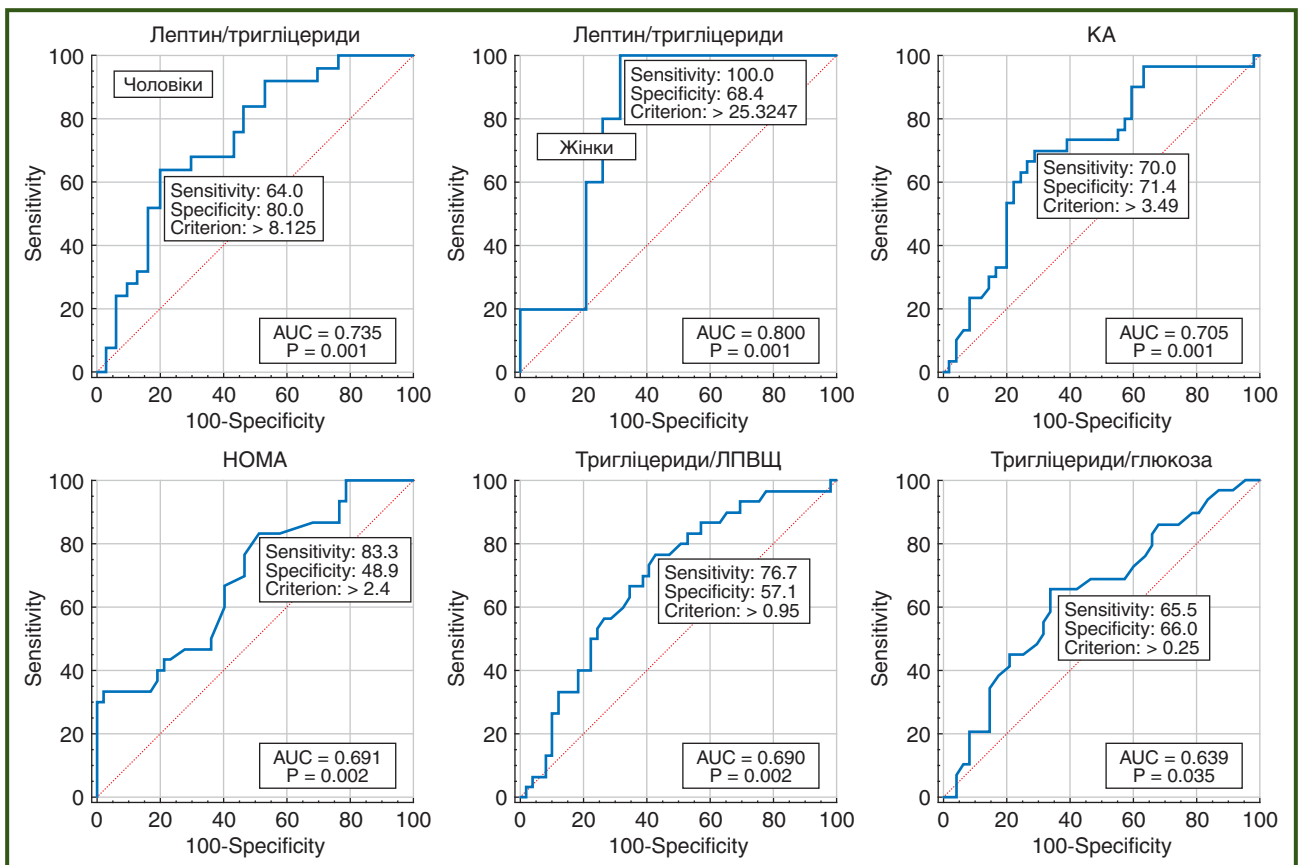 Лептин/тригліцериди
100
80
60
40
20
0
Sensitivity
Чоловіки
Sensitivity: 64.0
Specificity: 80.0
Criterion: > 8.125
AUC = 0.735
P = 0.001
0 20 40 60 80 100
100-Specificity
Лептин/тригліцериди
100
80
60
40
20
0
Sensitivity
Sensitivity: 100.0
Specificity: 68.4
Criterion: > 25.3247
Жінки
AUC = 0.800
P = 0.001
0 20 40 60 80 100
100-Specificity
КА
100
80
60
40
20
0
Sensitivity
Sensitivity: 70.0
Specificity: 71.4
Criterion: > 3.49
AUC = 0.705
P = 0.001
0 20 40 60 80 100
100-Specificity
НОМА
100
80
60
40
20
0
Sensitivity
Sensitivity: 83.3
Specificity: 48.9
Criterion: > 2.4
AUC = 0.691
P = 0.002
0 20 40 60 80 100
100-Specificity
Тригліцериди/ЛПВЩ
100
80
60
40
20
0
Sensitivity
Sensitivity: 76.7
Specificity: 57.1
Criterion: > 0.95
AUC = 0.690
P = 0.002
0 20 40 60 80 100
100-Specificity
Тригліцериди/глюкоза
100
80
60
40
20
0
Sensitivity
Sensitivity: 65.5
Specificity: 66.0
Criterion: > 0.25
AUC = 0.639
P = 0.035
0 20 40 60 80 100
100-Specificity